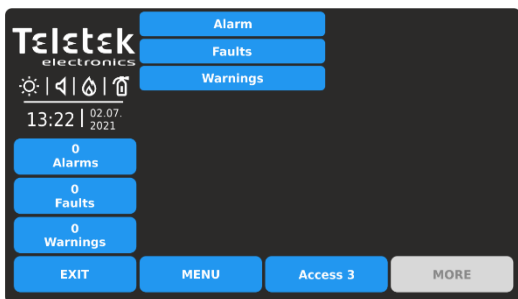 Tεlεtεk
electronics
13:22
02.07.
2021
Alarm
Faults
Warnings
0
Alarms
0
Faults
0
Warnings
EXIT
MENU
Access 3
MORE